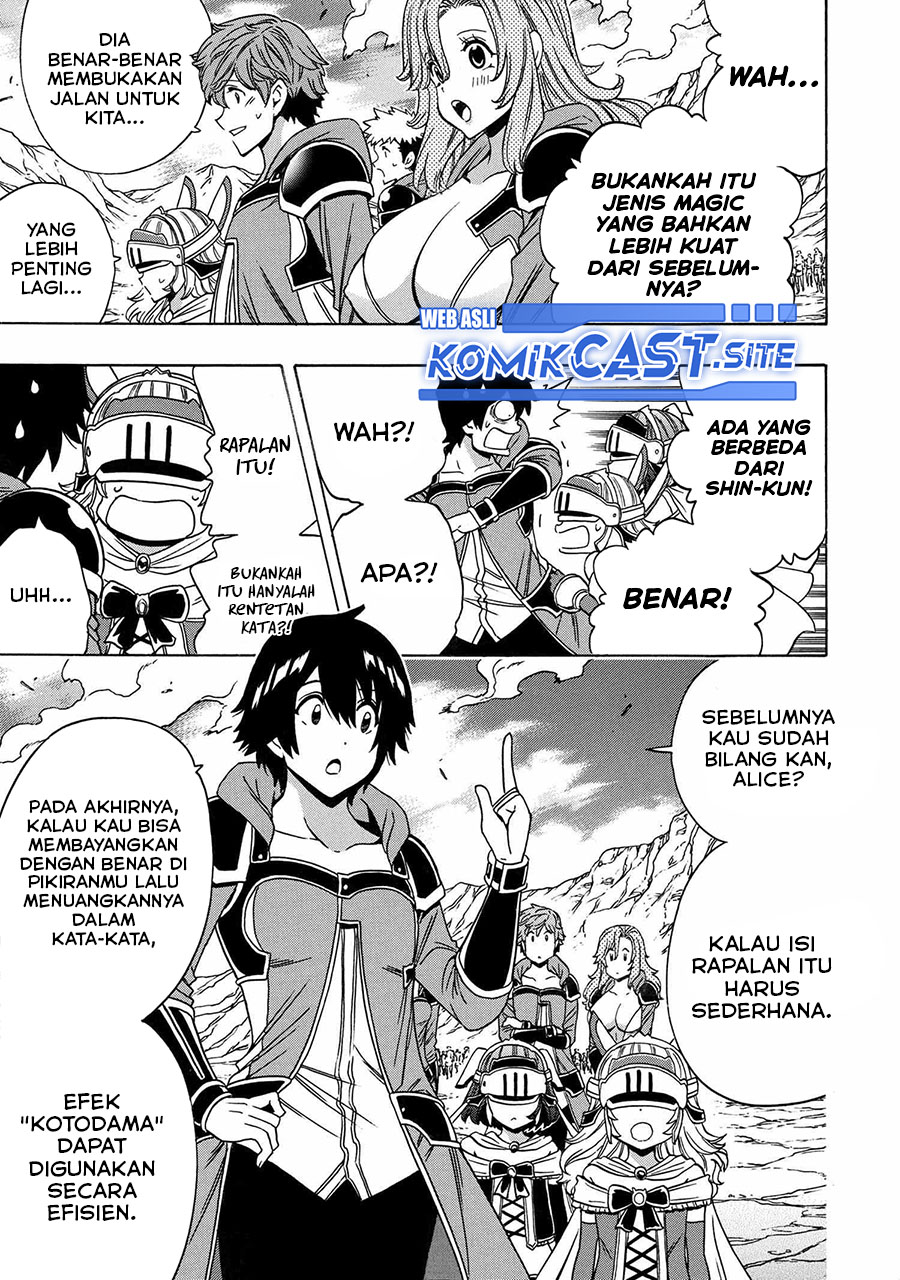 WAH...
BUKANKAH ITU
JENIS MAGIC
YANG BAHKAN
LEBIH KUAT
DARI SEBELUM-
NYA?
DIA
BENAR-BENAR
MEMBUKAKAN
JALAN UNTUK
KITA...
YANG
LEBIH
PENTING
LAGI...
WEB ASLI
KOMIKCAST.SITE
ADA YANG
BERBEDA
DARI
SHIN-KUN!
BENAR!
WAH?!
APA?!
RAPALAN
ITU!
BUKANKAH
ITU HANYALAH
RENTETAN
KATA?!
UHH...
SEBELUMNYA
KAU SUDAH
BILANG KAN,
ALICE?
KALAU ISI
RAPALAN ITU
HARUS
SEDERHANA.
PADA AKHIRNYA,
KALAU KAU BISA
MEMBAYANGKAN
DENGAN BENAR DI
PIKIRANMU LALU
MENUANGKANNYA
DALAM
KATA-KATA,
EFEK
"KOTODAMA"
DAPAT
DIGUNAKAN
SECARA
EFISIEN.